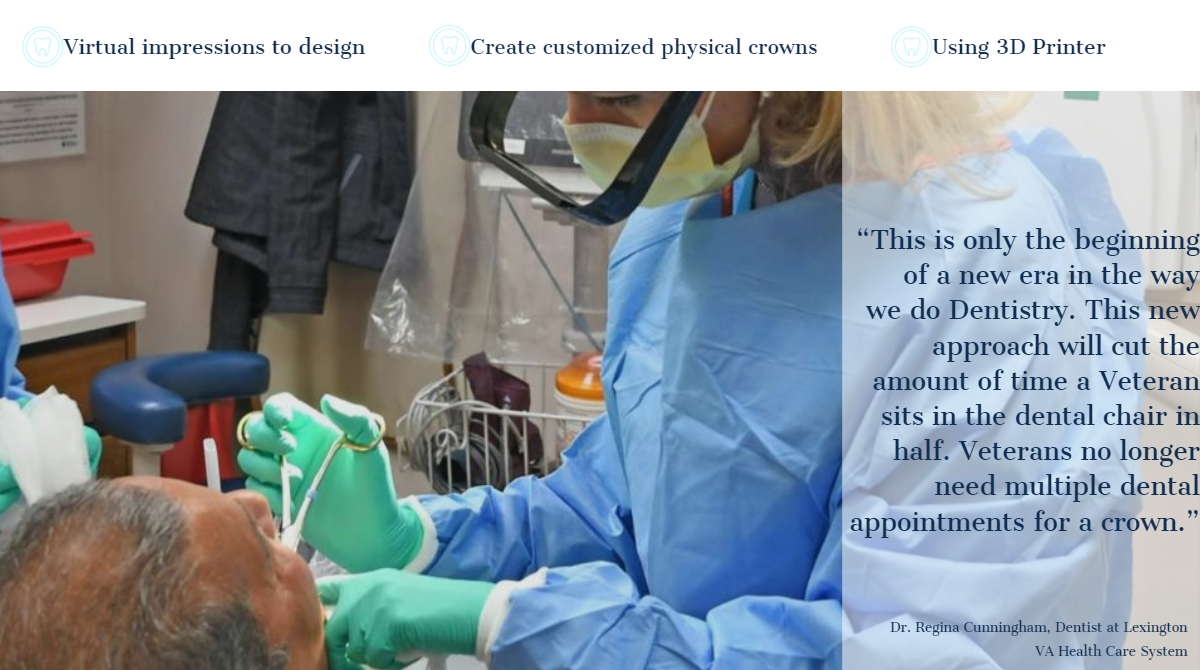 Virtual impressions to design
Create customized physical crowns
Using 3D Printer
“This is only the beginning
of a new era in the way
we do Dentistry. This new
approach will cut the
amount of time a Veteran
sits in the dental chair in
half. Veterans no longer
need multiple dental
appointments for a crown.”
Dr. Regina Cunningham, Dentist at Lexington
VA Health Care System